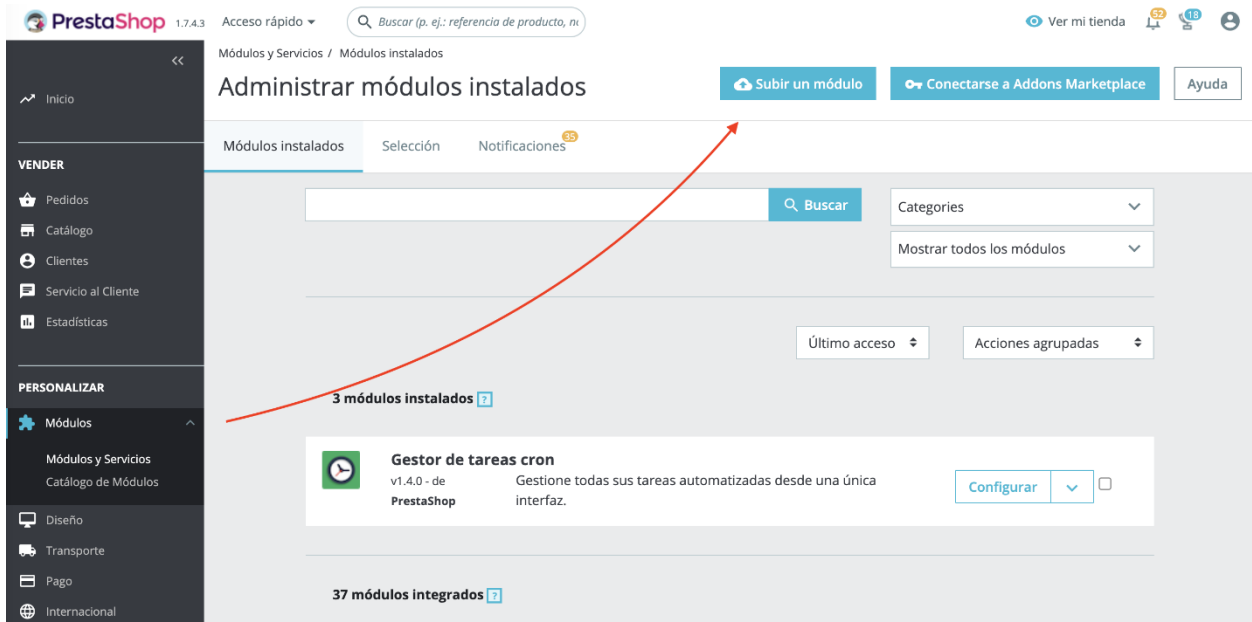 PrestaShop 1.7.4.3 Acceso rápido Buscar (p. ej.: referencia de producto, no Ver mi tienda 52 18
Módulos y Servicios / Módulos instalados
Administrar módulos instalados
Subir un módulo
Conectarse a Addons Marketplace
Ayuda
Módulos instalados Selección Notificaciones 35
Inicio
VENDER
Pedidos
Catálogo
Clientes
Servicio al Cliente
Estadísticas
PERSONALIZAR
Módulos
Módulos y Servicios
Catálogo de Módulos
Diseño
Transporte
Pago
Internacional
Buscar
Categories
Mostrar todos los módulos
Último acceso
Acciones agrupadas
3 módulos instalados ?
Gestor de tareas cron
v1.4.0 - de
PrestaShop
Gestione todas sus tareas automatizadas desde una única
interfaz.
Configurar
37 módulos integrados ?